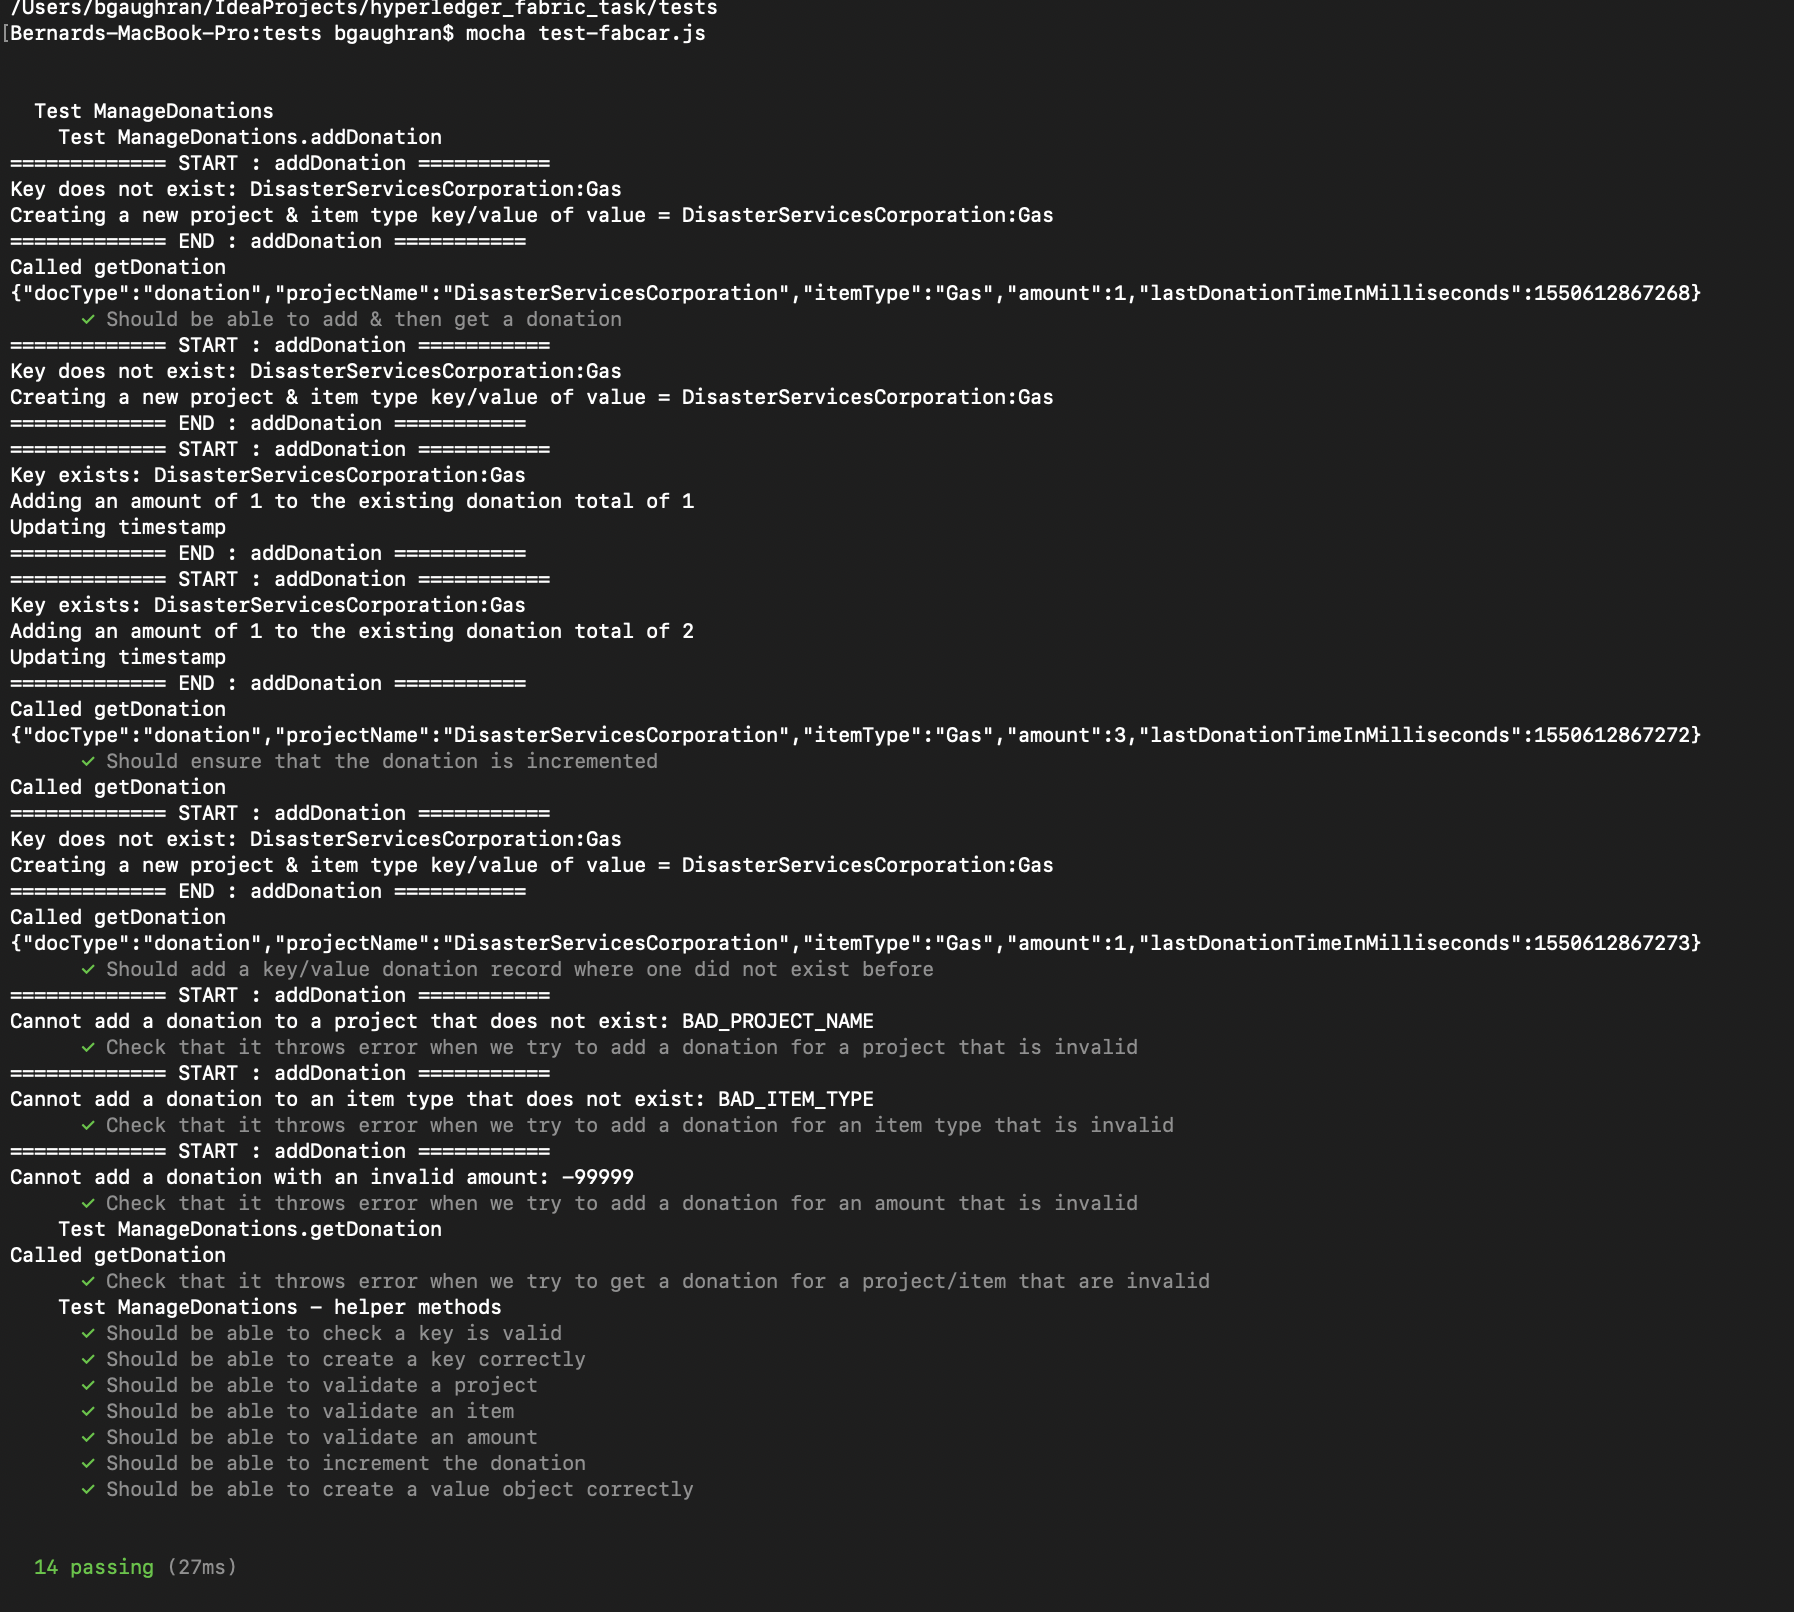 /Users/bgaughran/IdeaProjects/hyperledger_fabric_task/tests
[Bernards-MacBook-Pro:tests bgaughran$ mocha test-fabcar.js
Test ManageDonations
Test ManageDonations.addDonation
============= START : addDonation ===========
Key does not exist: DisasterServicesCorporation:Gas
Creating a new project & item type key/value of value = DisasterServicesCorporation:Gas
============= END : addDonation ===========
Called getDonation
{"docType":"donation","projectName":"DisasterServicesCorporation","itemType":"Gas","amount":1,"lastDonationTimeInMilliseconds":1550612867268}
✓ Should be able to add & then get a donation
============= START : addDonation ===========
Key does not exist: DisasterServicesCorporation:Gas
Creating a new project & item type key/value of value = DisasterServicesCorporation:Gas
============= END : addDonation ===========
============= START : addDonation ===========
Key exists: DisasterServicesCorporation:Gas
Adding an amount of 1 to the existing donation total of 1
Updating timestamp
============= END : addDonation ===========
============= START : addDonation ===========
Key exists: DisasterServicesCorporation:Gas
Adding an amount of 1 to the existing donation total of 2
Updating timestamp
============= END : addDonation ===========
Called getDonation
{"docType":"donation","projectName":"DisasterServicesCorporation","itemType":"Gas","amount":3,"lastDonationTimeInMilliseconds":1550612867272}
✓ Should ensure that the donation is incremented
Called getDonation
============= START : addDonation ===========
Key does not exist: DisasterServicesCorporation:Gas
Creating a new project & item type key/value of value = DisasterServicesCorporation:Gas
============= END : addDonation ===========
Called getDonation
{"docType":"donation","projectName":"DisasterServicesCorporation","itemType":"Gas","amount":1,"lastDonationTimeInMilliseconds":1550612867273}
✓ Should add a key/value donation record where one did not exist before
============= START : addDonation ===========
Cannot add a donation to a project that does not exist: BAD_PROJECT_NAME
✓ Check that it throws error when we try to add a donation for a project that is invalid
============= START : addDonation ===========
Cannot add a donation to an item type that does not exist: BAD_ITEM_TYPE
✓ Check that it throws error when we try to add a donation for an item type that is invalid
============= START : addDonation ===========
Cannot add a donation with an invalid amount: -99999
✓ Check that it throws error when we try to add a donation for an amount that is invalid
Test ManageDonations.getDonation
Called getDonation
✓ Check that it throws error when we try to get a donation for a project/item that are invalid
Test ManageDonations - helper methods
✓ Should be able to check a key is valid
✓ Should be able to create a key correctly
✓ Should be able to validate a project
✓ Should be able to validate an item
✓ Should be able to validate an amount
✓ Should be able to increment the donation
✓ Should be able to create a value object correctly
14 passing (27ms)